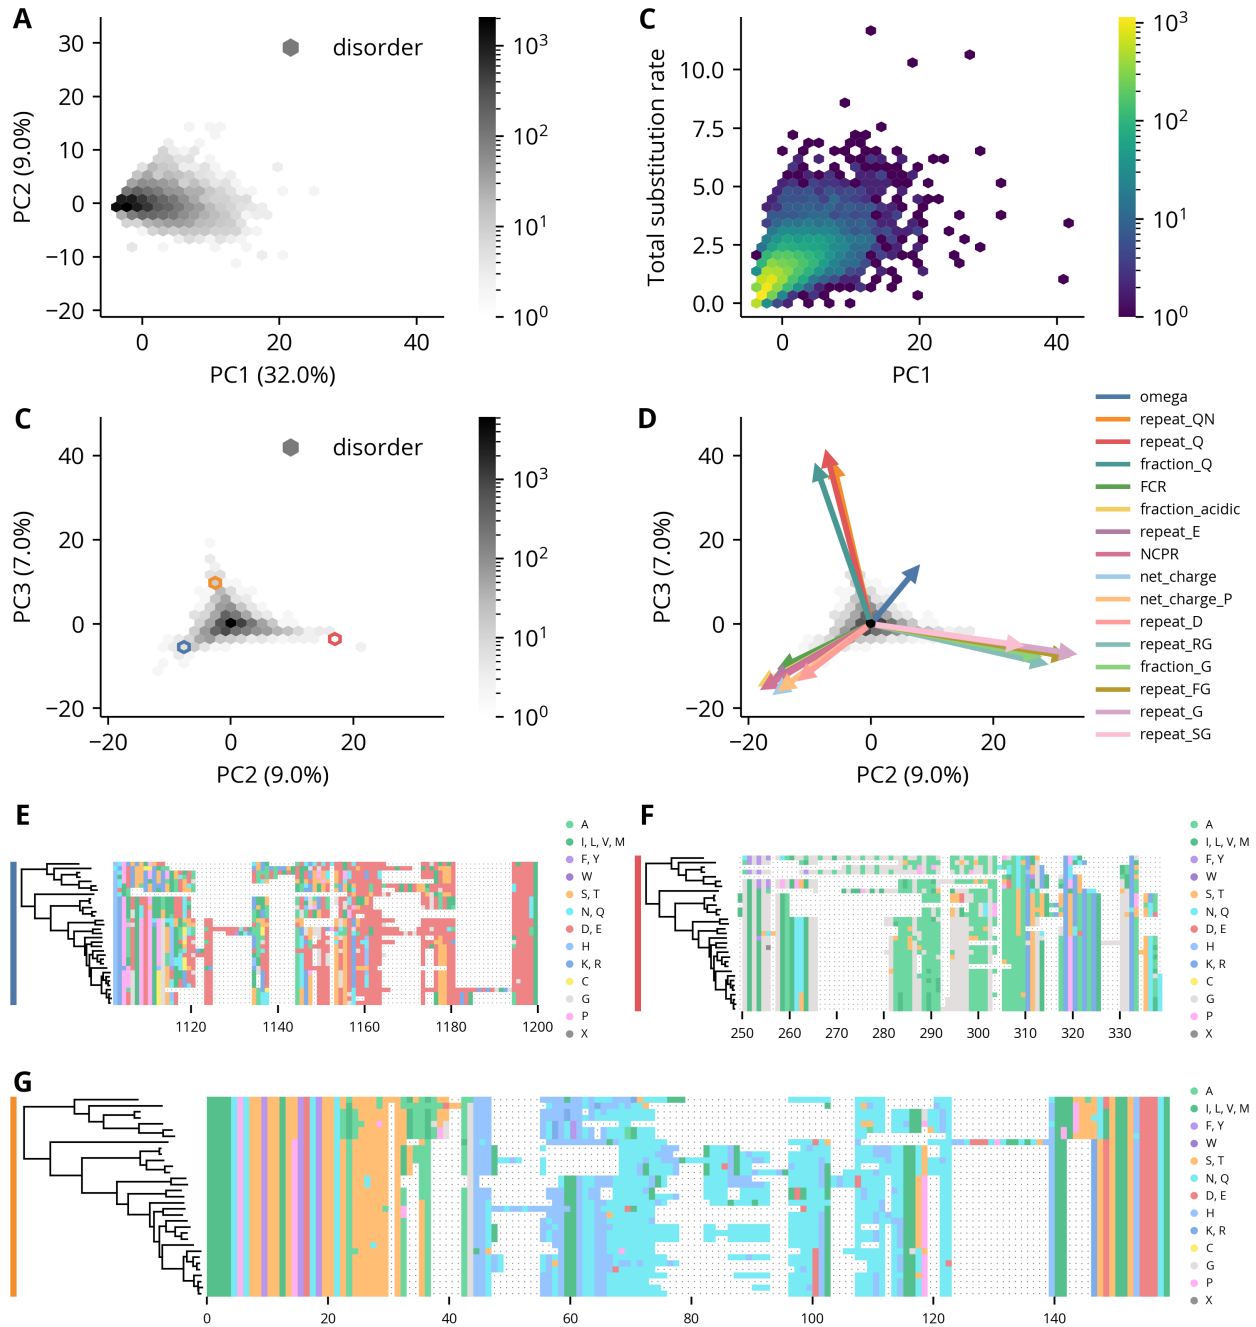 A
disorder
PC2 (9.0%)
30
20
10
0
−10
−20
0
20
40
PC1 (32.0%)
10³
10²
10¹
10⁰
C
Total substitution rate
10.0
7.5
5.0
2.5
0.0
0
20
40
PC1
10³
10²
10¹
10⁰
C
disorder
PC3 (7.0%)
40
20
0
−20
−20
0
20
PC2 (9.0%)
10³
10²
10¹
10⁰
D
PC3 (7.0%)
40
20
0
−20
−20
0
20
PC2 (9.0%)
omega
repeat_QN
repeat_Q
fraction_Q
FCR
fraction_acidic
repeat_E
NCPR
net_charge
net_charge_P
repeat_D
repeat_RG
fraction_G
repeat_FG
repeat_G
repeat_SG
E
1120
1140
1160
1180
1200
A
I, L, V, M
F, Y
W
S, T
N, Q
D, E
H
K, R
C
G
P
X
F
250
260
270
280
290
300
310
320
330
A
I, L, V, M
F, Y
W
S, T
N, Q
D, E
H
K, R
C
G
P
X
G
0
20
40
60
80
100
120
140
A
I, L, V, M
F, Y
W
S, T
N, Q
D, E
H
K, R
C
G
P
X